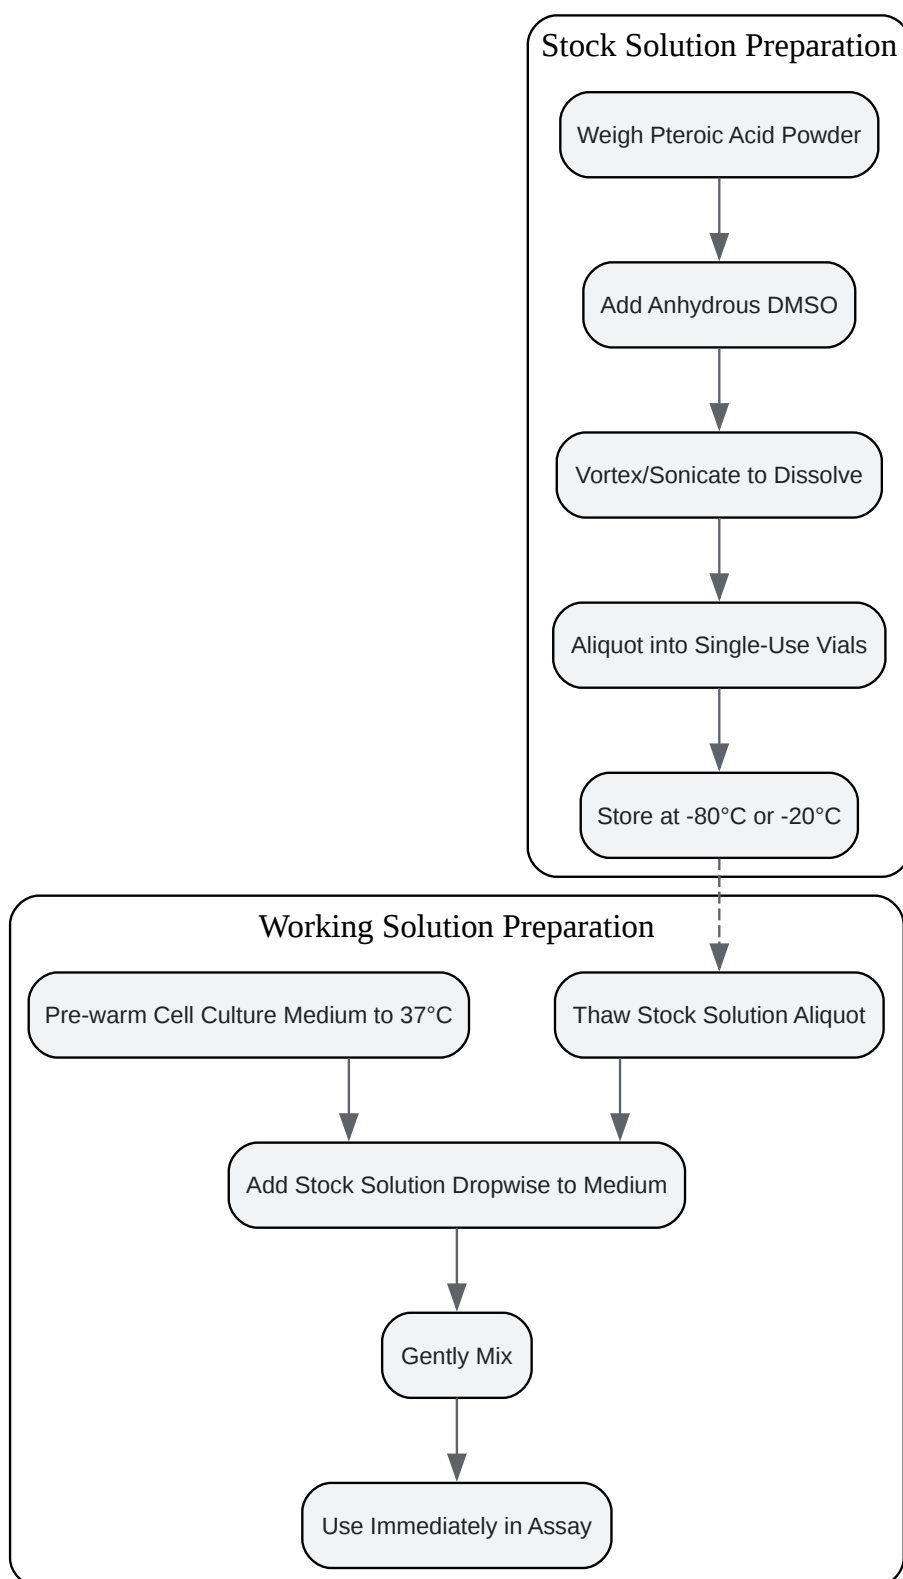 Stock Solution Preparation
Weigh Pteroic Acid Powder
Add Anhydrous DMSO
Vortex/Sonicate to Dissolve
Aliquot into Single-Use Vials
Store at -80°C or -20°C
Working Solution Preparation
Pre-warm Cell Culture Medium to 37°C
Thaw Stock Solution Aliquot
Add Stock Solution Dropwise to Medium
Gently Mix
Use Immediately in Assay